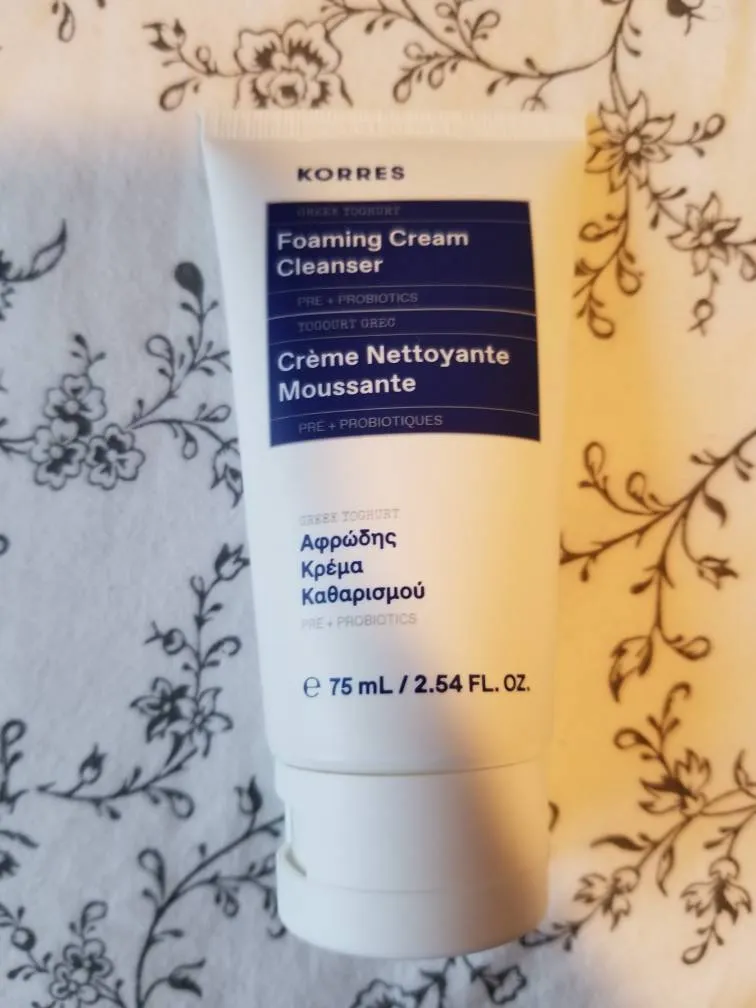 KORRES
GREEK YOGHURT
Foaming Cream
Cleanser
PRE + PROBIOTICS
YOGOURT GREC
Crème Nettoyante
Moussante
PRÉ + PROBIOTIQUES
GREEK YOGHURT
Αφρώδης
Κρέμα
Καθαρισμού
PRE + PROBIOTICS
℮ 75 mL / 2.54 FL. OZ.